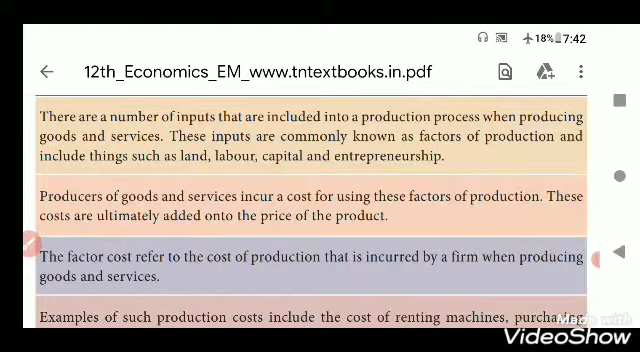 18% 7:42
12th_Economics_EM_www.tntextbooks.in.pdf
There are a number of inputs that are included into a production process when producing
goods and services. These inputs are commonly known as factors of production and
include things such as land, labour, capital and entrepreneurship.
Producers of goods and services incur a cost for using these factors of production. These
costs are ultimately added onto the price of the product.
The factor cost refer to the cost of production that is incurred by a firm when producing
goods and services.
Examples of such production costs include the cost of renting machines, purchasing
Made with
VideoShow